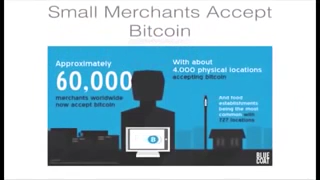 Small Merchants Accept
Bitcoin
Approximately
60,000
merchants worldwide
now accept bitcoin
With about
4,000 physical locations
accepting bitcoin
And food
establishments
being the most
common with
727 locations
B
BLUE
COAT